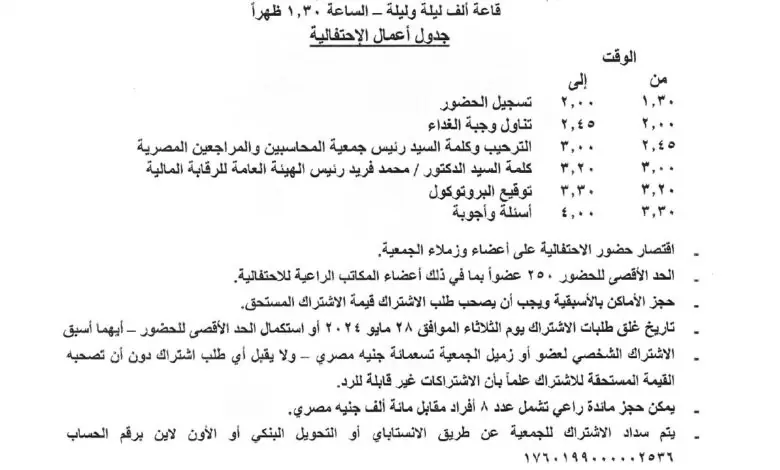 قاعة ألف ليلة وليلة – الساعة ١,٣٠ ظهراً
جدول أعمال الإحتفالية
الوقت
من إلى
١,٣٠ ٢,٠٠ تسجيل الحضور
٢,٠٠ ٢,٤٥ تناول وجبة الغداء
٢,٤٥ ٣,٠٠ الترحيب وكلمة السيد رئيس جمعية المحاسبين والمراجعين المصرية
٣,٠٠ ٣,٢٠ كلمة السيد الدكتور / محمد فريد رئيس الهيئة العامة للرقابة المالية
٣,٢٠ ٣,٣٠ توقيع البروتوكول
٣,٣٠ ٤,٠٠ أسئلة وأجوبة
- اقتصار حضور الاحتفالية على أعضاء وزملاء الجمعية.
- الحد الأقصى للحضور ٢٥٠ عضواً بما في ذلك أعضاء المكاتب الراعية للاحتفالية.
- حجز الأماكن بالأسبقية ويجب أن يصحب طلب الاشتراك قيمة الاشتراك المستحق.
- تاريخ غلق طلبات الاشتراك يوم الثلاثاء الموافق ٢٨ مايو ٢٠٢٤ أو استكمال الحد الأقصى للحضور – أيهما أسبق
- الاشتراك الشخصي لعضو أو زميل الجمعية تسعمائة جنيه مصري – ولا يقبل أي طلب اشتراك دون أن تصحبه
القيمة المستحقة للاشتراك علماً بأن الاشتراكات غير قابلة للرد.
- يمكن حجز مائدة راعي تشمل عدد ٨ أفراد مقابل مائة ألف جنيه مصري.
- يتم سداد الاشتراك للجمعية عن طريق الانستاباي أو التحويل البنكي أو الأون لاين برقم الحساب
١٧٦٠١٩٩٠٠٠٠٠٢٥٣٦